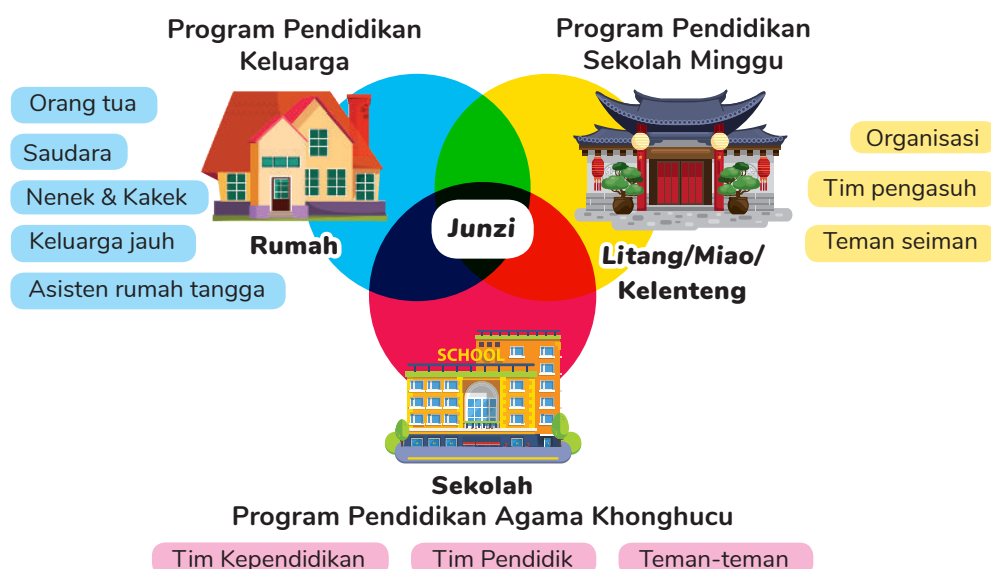 Program Pendidikan
Keluarga
Program Pendidikan
Sekolah Minggu
Orang tua
Saudara
Nenek & Kakek
Keluarga jauh
Asisten rumah tangga
Rumah
Junzi
Organisasi
Tim pengasuh
Teman seiman
Litang/Miao/
Kelenteng
SCHOOL
Sekolah
Program Pendidikan Agama Khonghucu
Tim Kependidikan
Tim Pendidik
Teman-teman